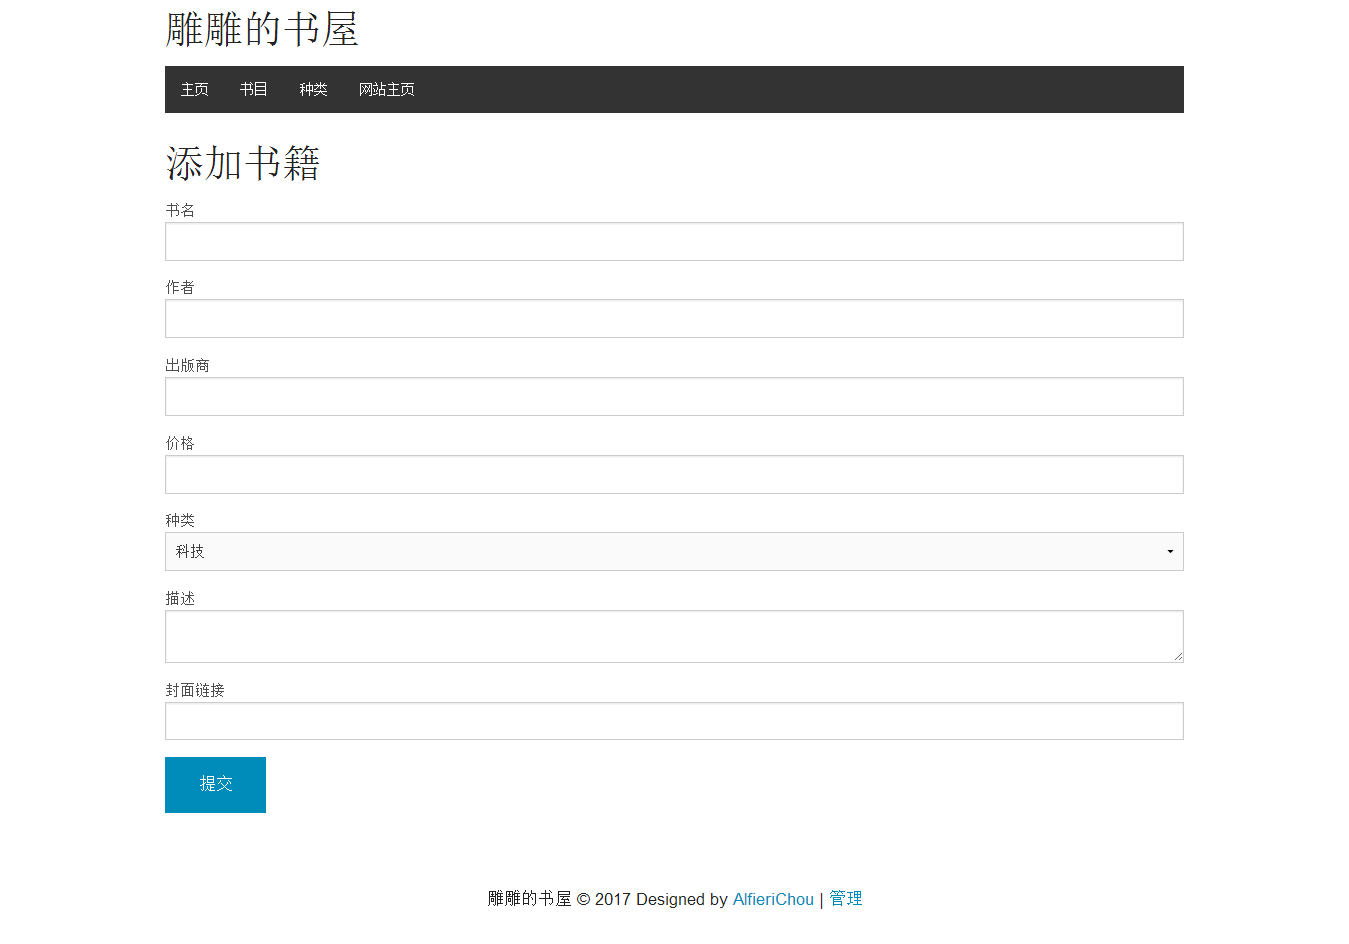 雕雕的书屋
主页 书目 种类 网站主页
添加书籍
书名
作者
出版商
价格
种类
科技
描述
封面链接
提交
雕雕的书屋 © 2017 Designed by AlfieriChou | 管理